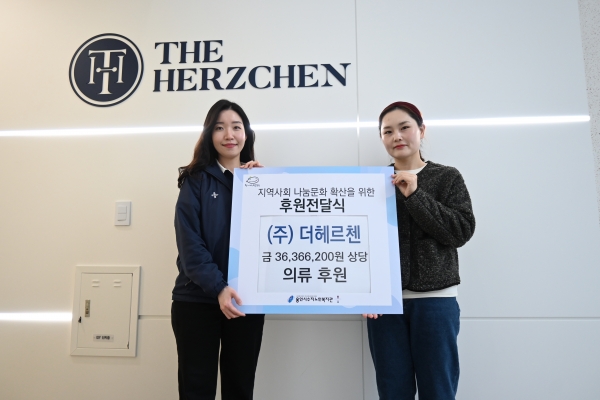 THE
HERZCHEN
지역사회 나눔문화 확산을 위한
후원전달식
(주) 더헤르첸
금 36,366,200원 상당
의류 후원